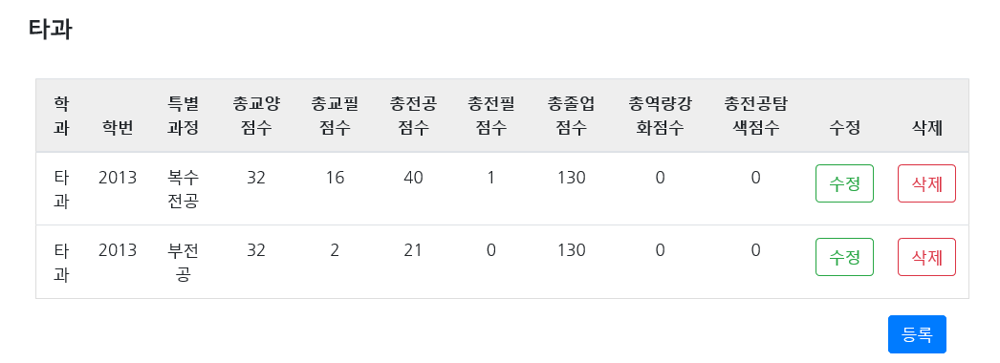 타과
학 특별 총교양 총교필 총전공 총전필 총졸업 총역량강 총전공탐
과 학번 과정 점수 점수 점수 점수 점수 화점수 색점수 수정 삭제
타 2013 복수 32 16 40 1 130 0 0 수정 삭제
과 전공
타 2013 부전 32 2 21 0 130 0 0 수정 삭제
과 공
등록